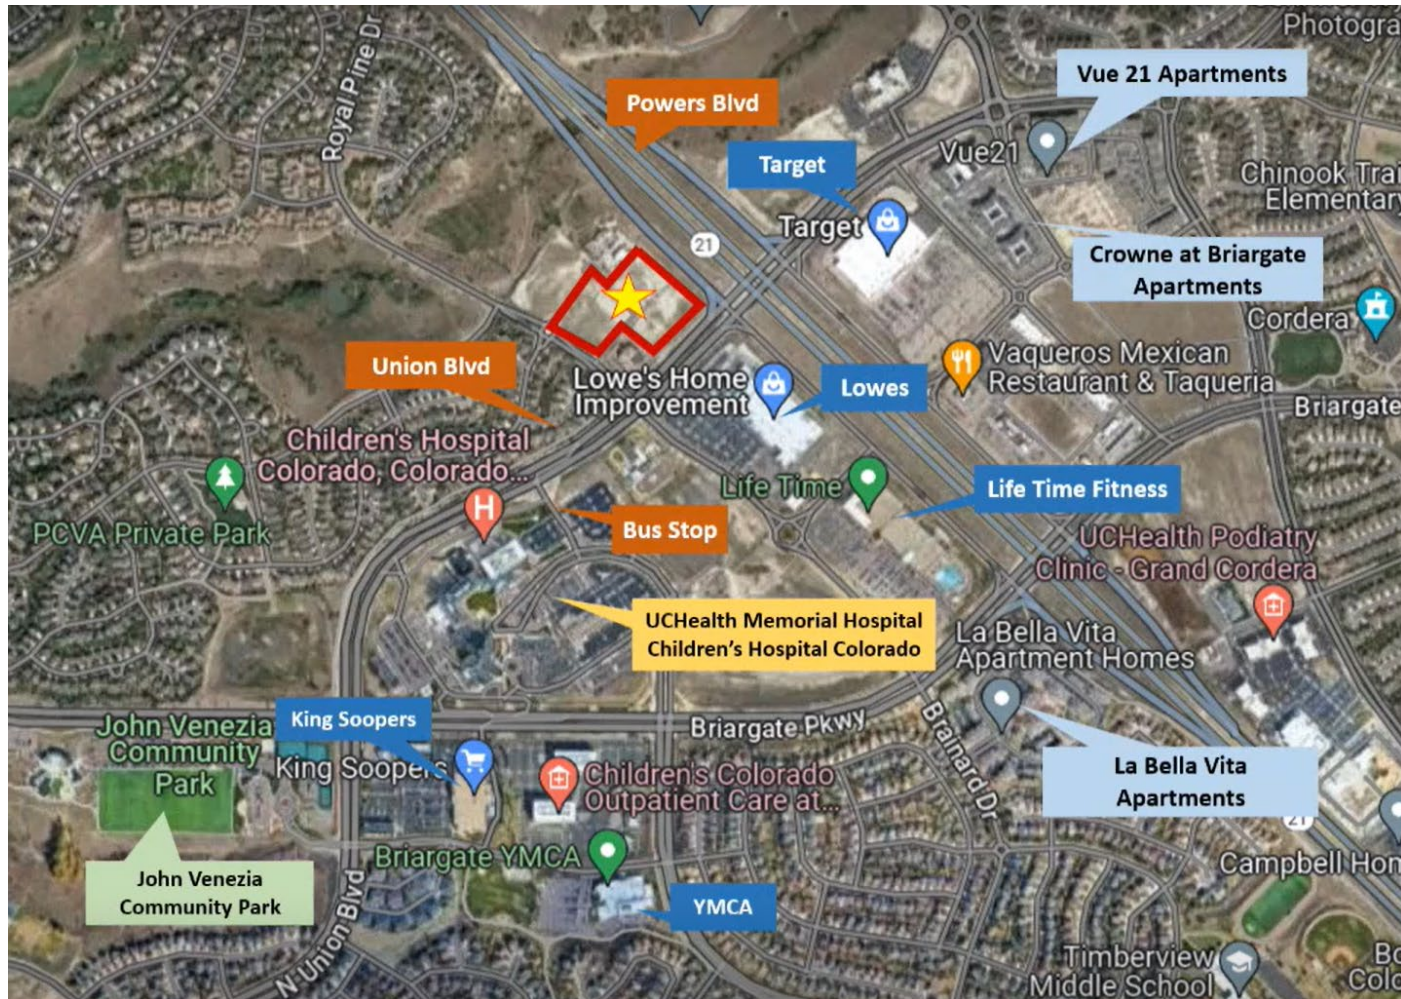 Photogra
Vue 21 Apartments
Royal Pine Dr
Powers Blvd
Target
Vue21
Chinook Trai
Elementary
Target
21
Crowne at Briargate
Apartments
Cordera
Union Blvd
Lowe's Home
Improvement
Lowes
Vaqueros Mexican
Restaurant & Taqueria
Briargate
Children's Hospital
Colorado, Colorado...
H
PCVA Private Park
Life Time
Life Time Fitness
Bus Stop
UCHealth Podiatry
Clinic - Grand Cordera
UCHealth Memorial Hospital
Children's Hospital Colorado
La Bella Vita
Apartment Homes
King Soopers
Briargate Pkwy
Brainard Dr
John Venezia
Community
Park
King Soopers
Children's Colorado
Outpatient Care at...
La Bella Vita
Apartments
21
Briargate YMCA
Campbell Hom
John Venezia
Community Park
YMCA
N Union Blvd
Timberview
Middle School
Bo
Colo